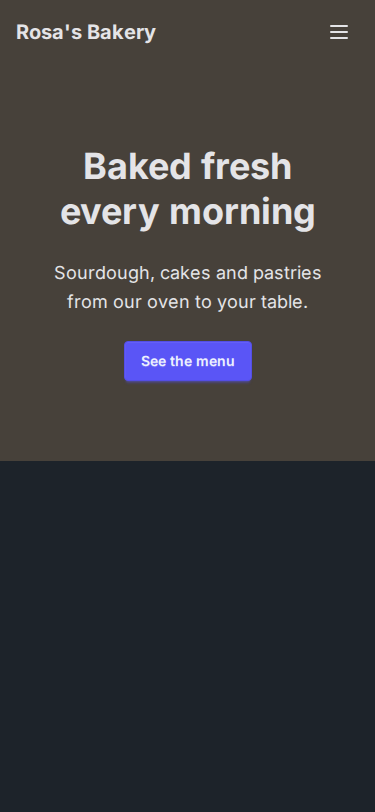 Rosa's Bakery
Baked fresh
every morning
Sourdough, cakes and pastries
from our oven to your table.
See the menu